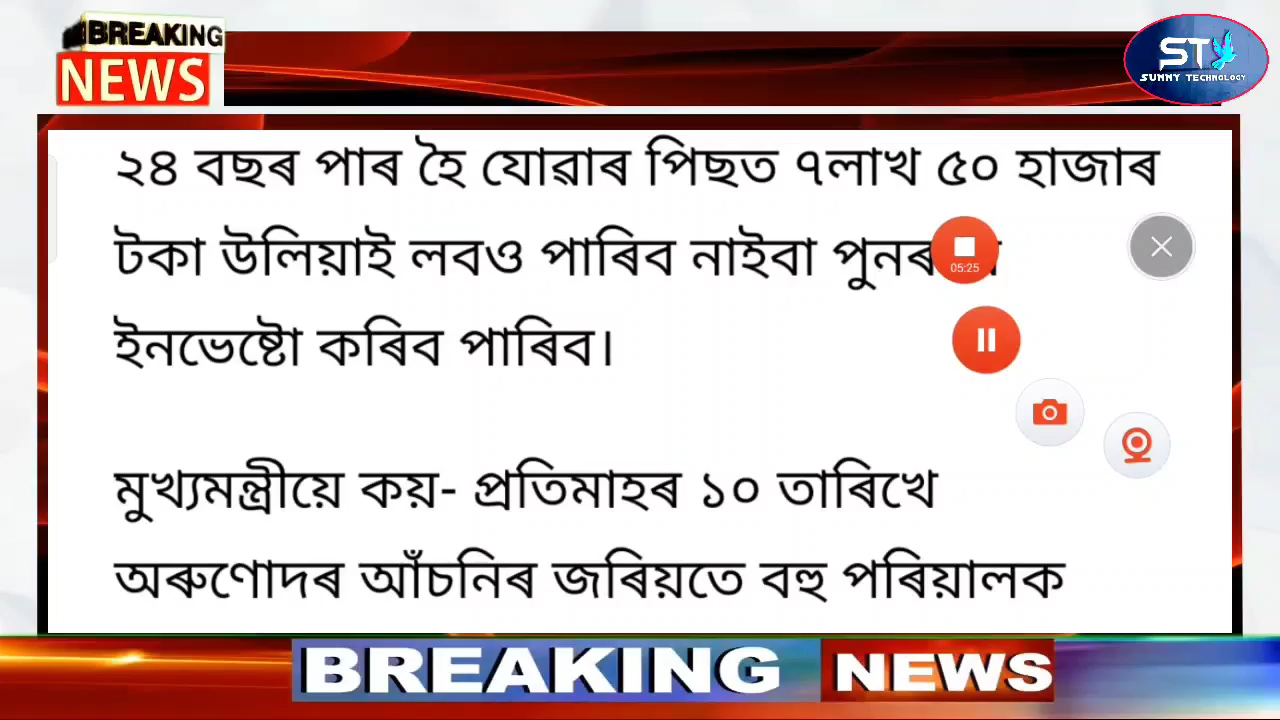 BREAKING
NEWS
ST
SUNNY TECHNOLOGY
২৪ বছৰ পাৰ হৈ যোৱাৰ পিছত ৭লাখ ৫০ হাজাৰ
টকা উলিয়াই লবও পাৰিব নাইবা
05:25
ইনভেষ্টো কৰিব পাৰিব।
মুখ্যমন্ত্ৰীয়ে কয়- প্ৰতিমাহৰ ১০ তাৰিখে
অৰুণোদৰ আঁচনিৰ জৰিয়তে বহু পৰিয়ালক
BREAKING NEWS